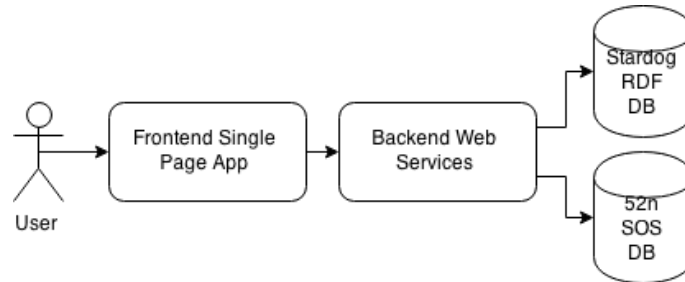 User
Frontend Single
Page App
Backend Web
Services
Stardog
RDF
DB
52n
SOS
DB